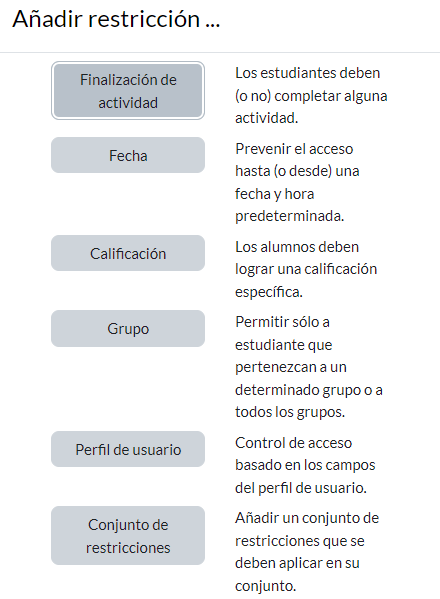 Añadir restricción ...
Finalización de
actividad
Los estudiantes deben
(o no) completar alguna
actividad.
Fecha
Prevenir el acceso
hasta (o desde) una
fecha y hora
predeterminada.
Calificación
Los alumnos deben
lograr una calificación
específica.
Grupo
Permitir sólo a
estudiante que
pertenezcan a un
determinado grupo o a
todos los grupos.
Perfil de usuario
Control de acceso
basado en los campos
del perfil de usuario.
Conjunto de
restricciones
Añadir un conjunto de
restricciones que se
deben aplicar en su
conjunto.